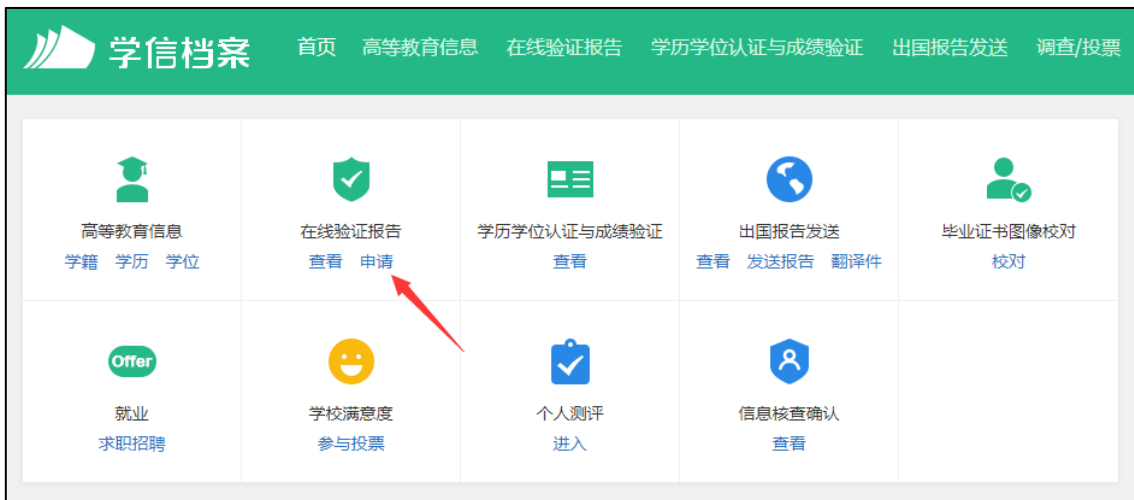 学信档案 首页 高等教育信息 在线验证报告 学历学位认证与成绩验证 出国报告发送 调查/投票
高等教育信息 在线验证报告 学历学位认证与成绩验证 出国报告发送 毕业证书图像校对
学籍 学历 学位 查看 申请 查看 查看 发送报告 翻译件 校对
Offer
就业 学校满意度 个人测评 信息核查确认
求职招聘 参与投票 进入 查看